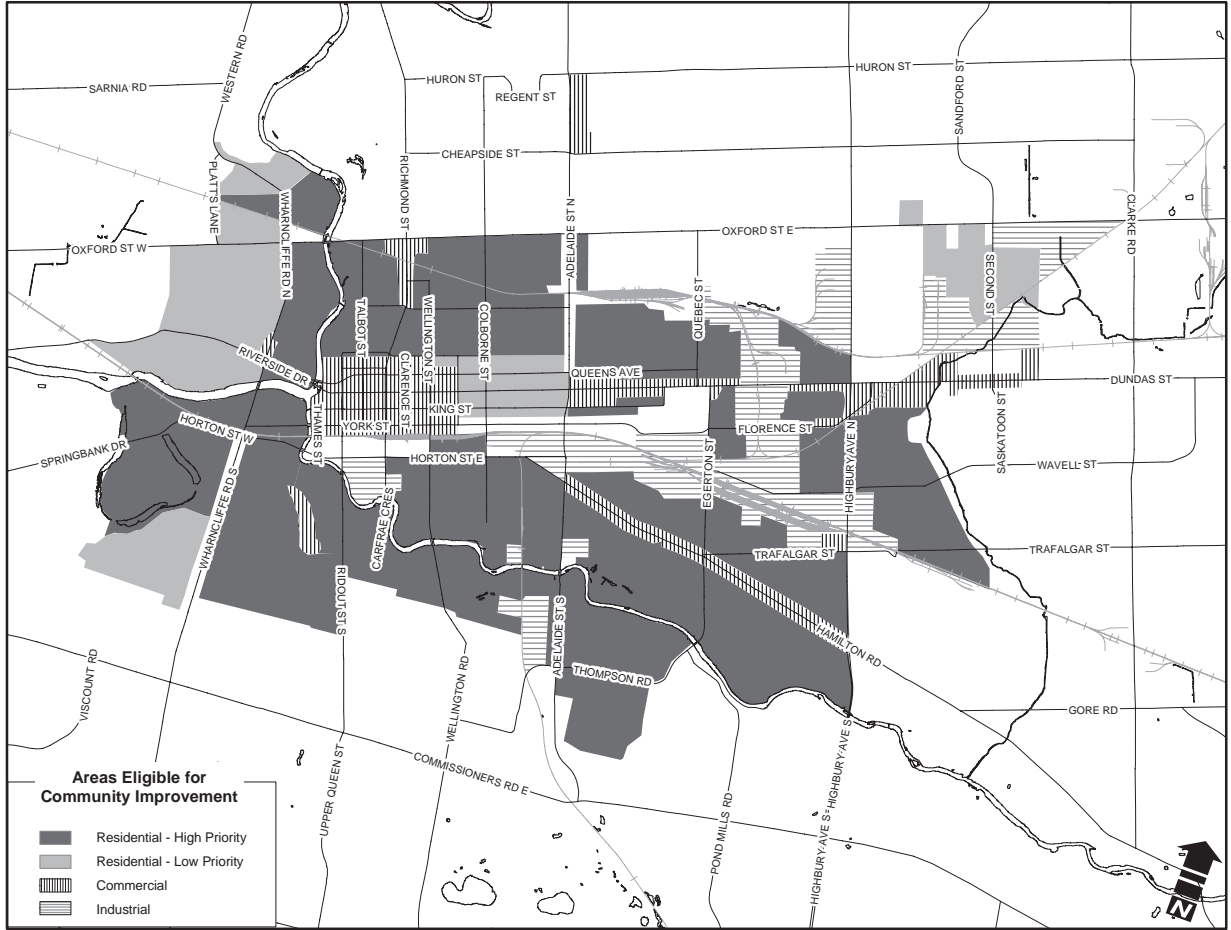 WESTERN RD
SARNIA RD
HURON ST
HURON ST
SANDFORD ST
REGENT ST
CHEAPSIDE ST
PLATT'S LANE
WHARNCLIFFE RD N
RICHMOND ST
ADELAIDE ST N
CLARKE RD
OXFORD ST W
OXFORD ST E
SECOND ST
QUEBEC ST
TALBOT ST
WELLINGTON ST
COLBORNE ST
CLARENCE ST
RIVERSIDE DR
QUEENS AVE
DUNDAS ST
KING ST
THAMES ST
YORK ST
FLORENCE ST
HIGHBURY AVE N
SASKATOON ST
HORTON ST W
SPRINGBANK DR
HORTON ST E
WAVELL ST
EGERTON ST
WHARNCLIFFE RD S
CARFRAE CRES
TRAFALGAR ST
TRAFALGAR ST
RIDOUT ST S
ADELAIDE ST S
HAMILTON RD
THOMPSON RD
VISCOUNT RD
WELLINGTON RD
GORE RD
UPPER QUEEN ST
COMMISSIONERS RD E
POND MILLS RD
HIGHBURY AVE S
HIGHBURY AVE S
Areas Eligible for
Community Improvement
Residential - High Priority
Residential - Low Priority
Commercial
Industrial
N